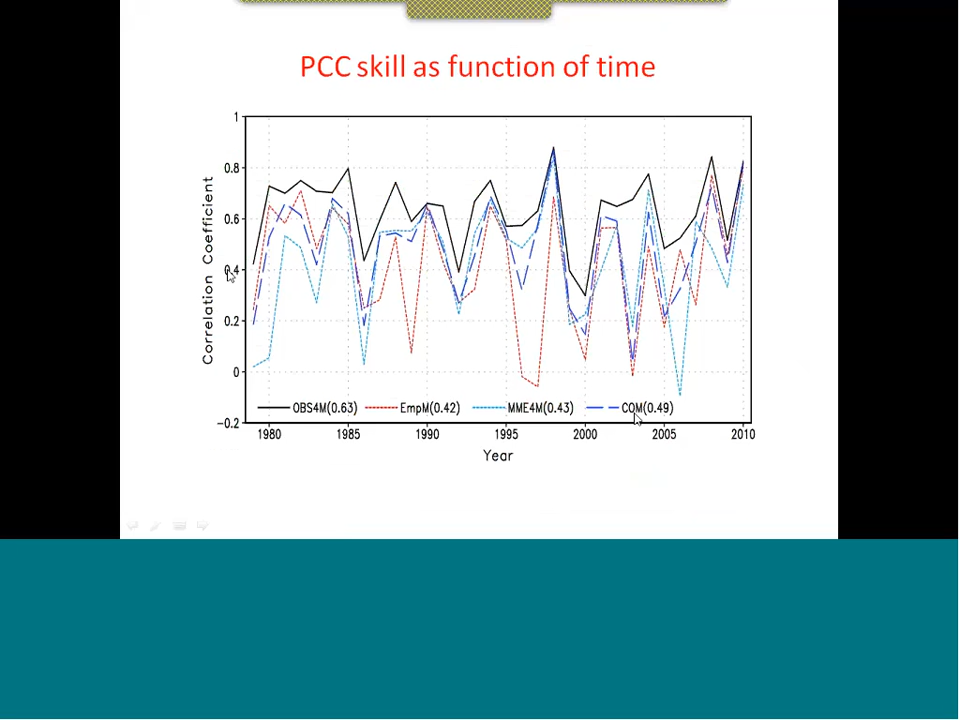 PCC skill as function of time
Correlation Coefficient
1
0.8
0.6
0.4
0.2
0
-0.2
OBS4M(0.63) EmpM(0.42) MME4M(0.43) COM(0.49)
1980 1985 1990 1995 2000 2005 2010
Year